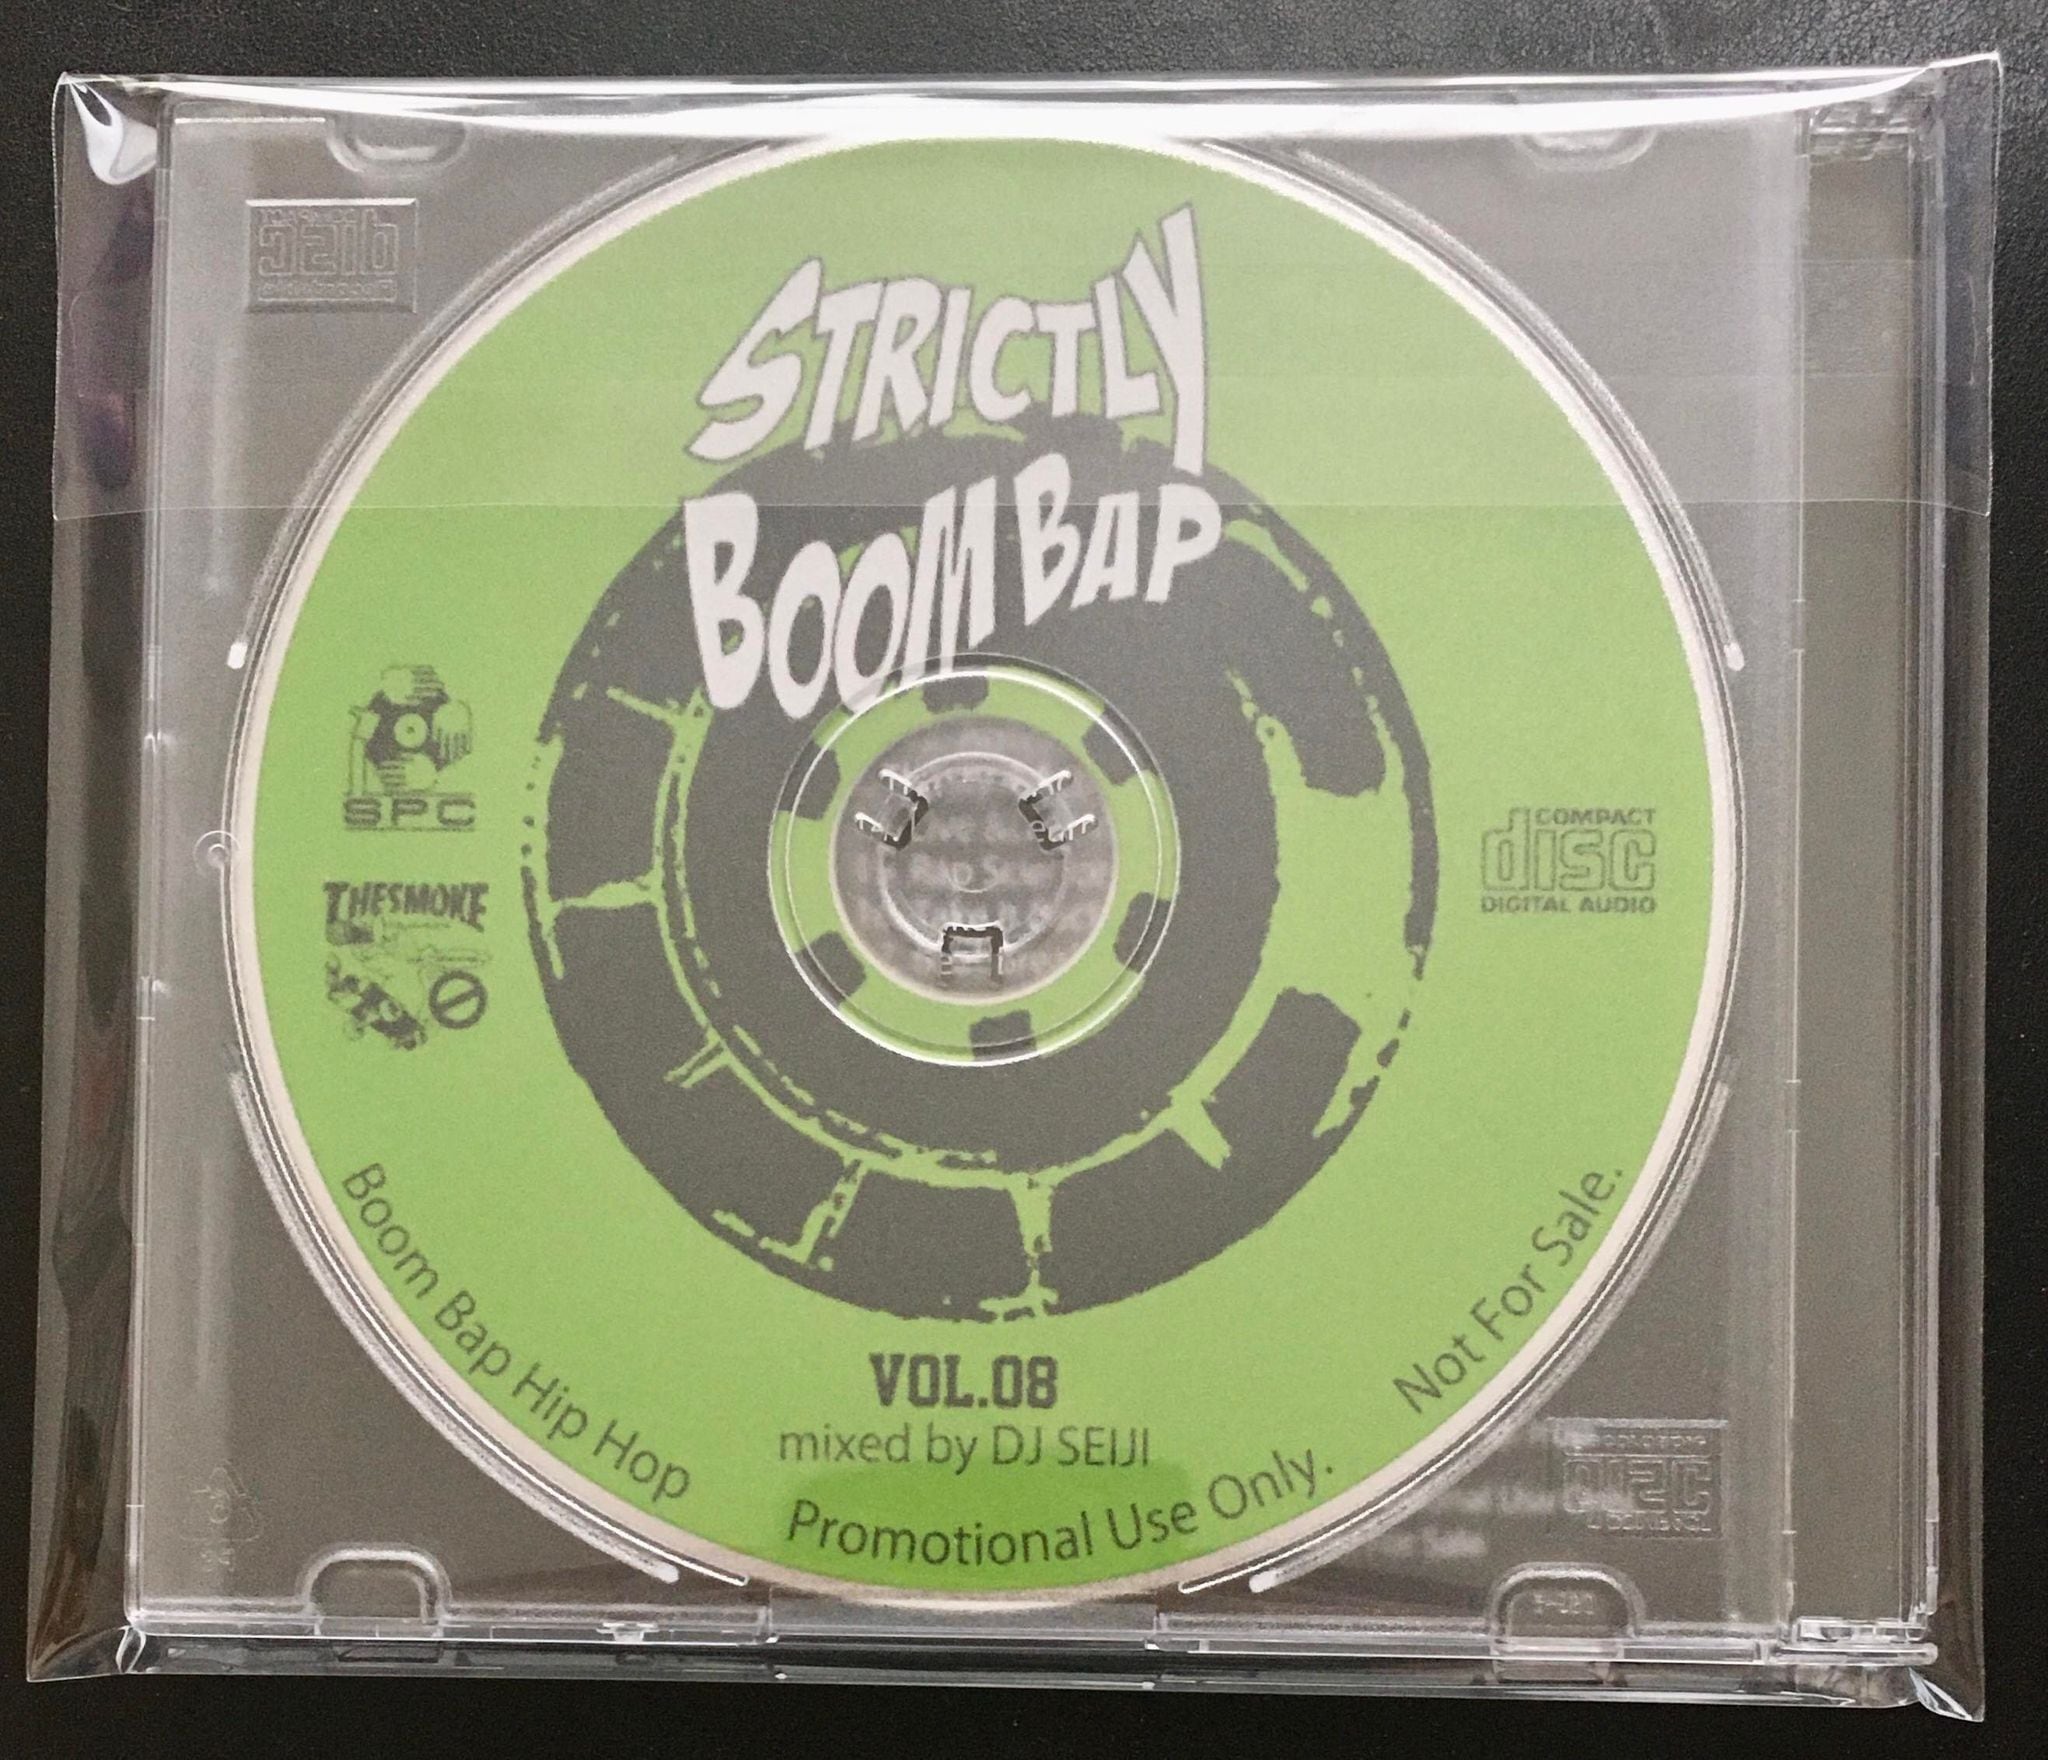 STRICTLY
BOOM BAP
SPC
THESMOKE
COMPACT
disc
DIGITAL AUDIO
VOL.08
mixed by DJ SEIJI
Boom Bap Hip Hop
Promotional Use Only.
Not For Sale.